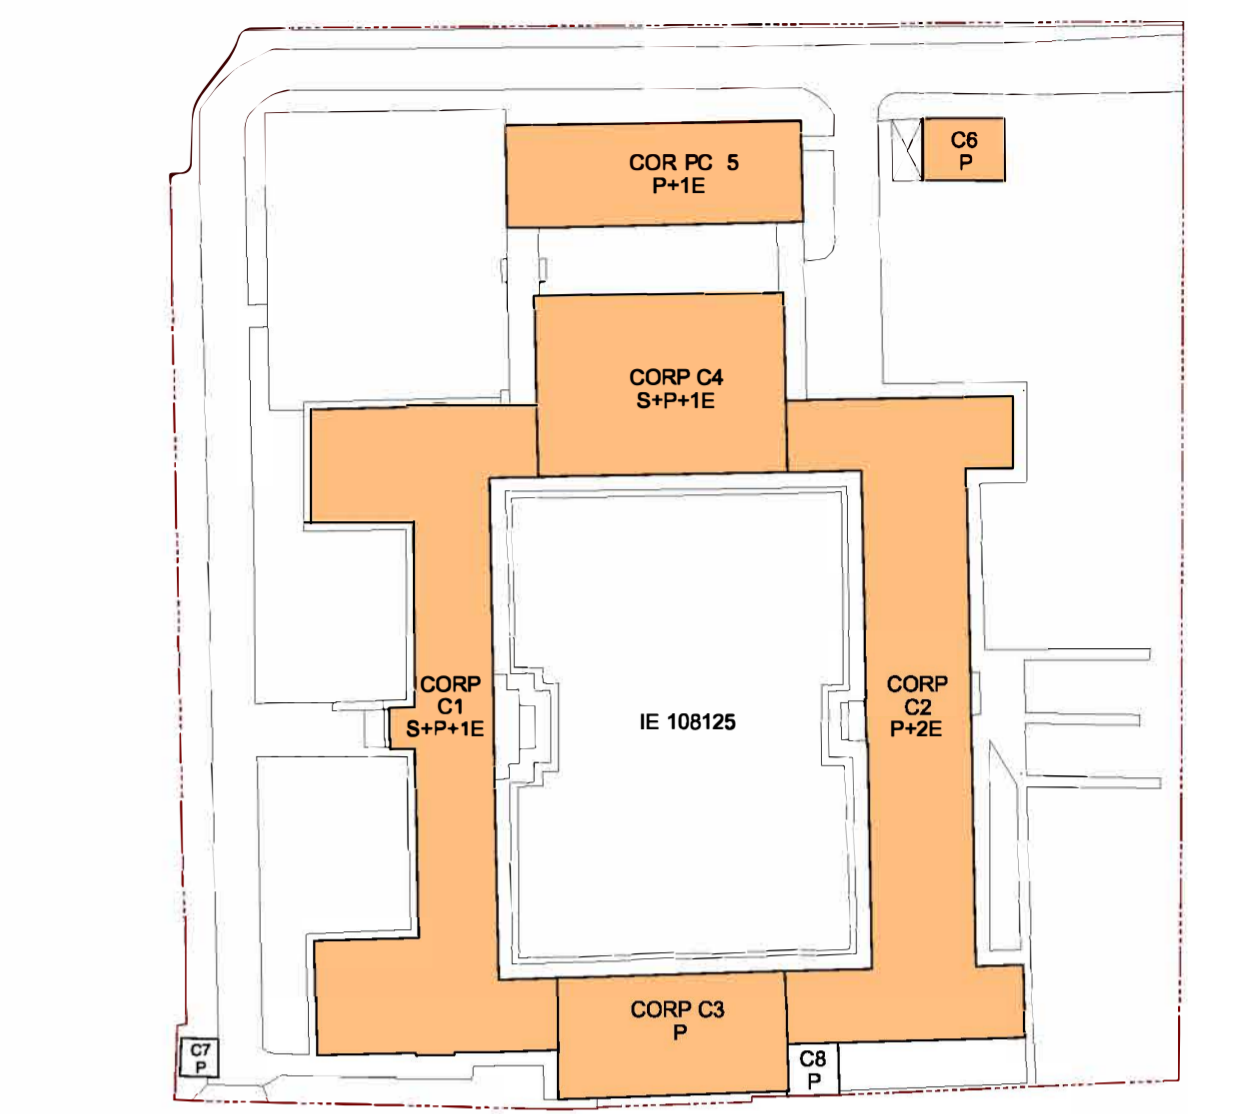 COR PC 5
P+1E
C6
P
CORP C4
S+P+1E
CORP
C1
S+P+1E
IE 108125
CORP
C2
P+2E
CORP C3
P
C7
P
C8
P